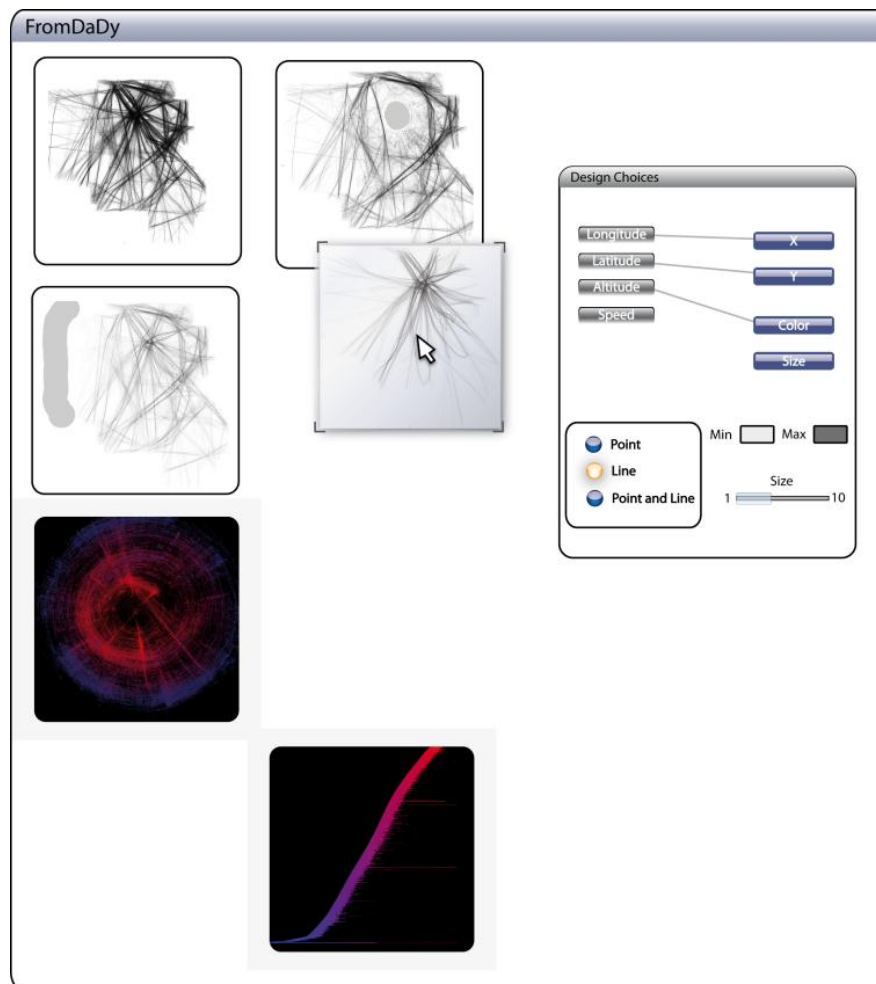 FromDaDy
Design Choices
Longitude
X
Latitude
Y
Altitude
Speed
Color
Size
Point
Line
Point and Line
Min
Max
Size
1
10